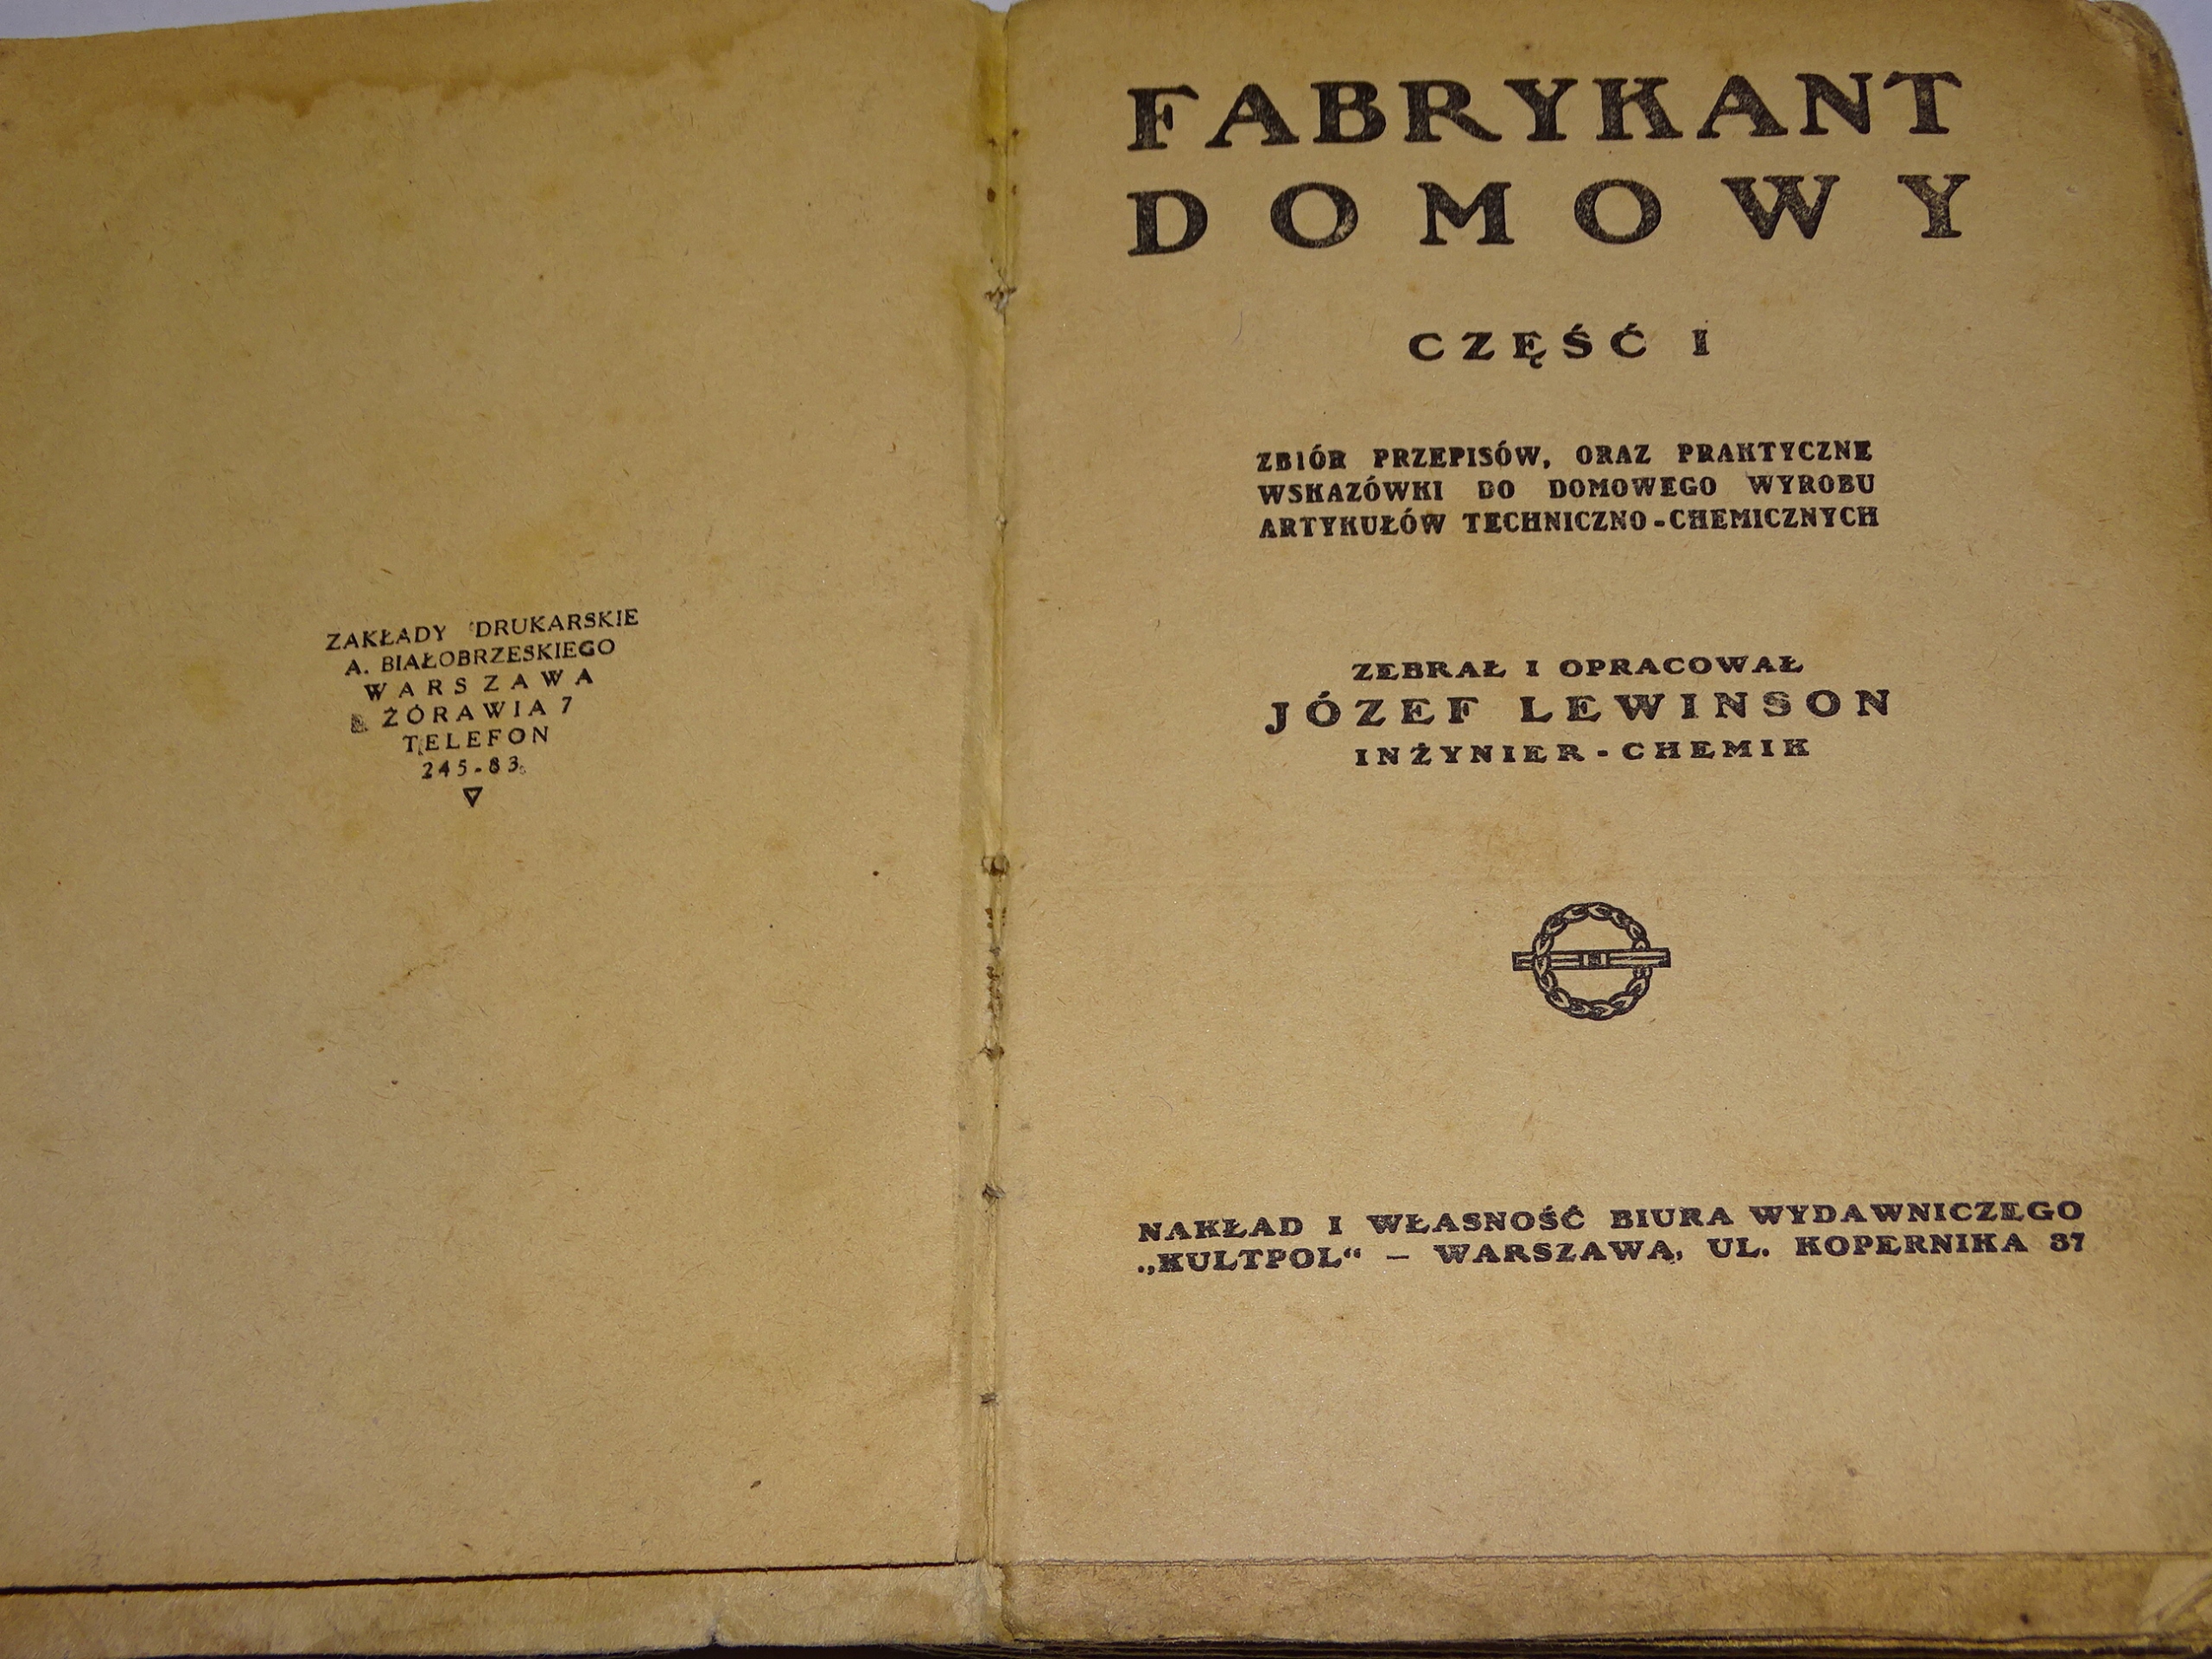 ZAKŁADY DRUKARSKIE
A. BIAŁOBRZESKIEGO
WARSZAWA
ŻÓRAWIA 7
TELEFON
245-83
FABRYKANT
DOMOWY
CZĘŚĆ I
ZBIÓR PRZEPISÓW, ORAZ PRAKTYCZNE
WSKAZÓWKI DO DOMOWEGO WYROBU
ARTYKUŁÓW TECHNICZNO-CHEMICZNYCH
ZEBRAŁ I OPRACOWAŁ
JÓZEF LEWINSON
INŻYNIER-CHEMIK
NAKŁAD I WŁASNOŚĆ BIURA WYDAWNICZEGO
„KULTPOL“ — WARSZAWA, UL. KOPERNIKA 37